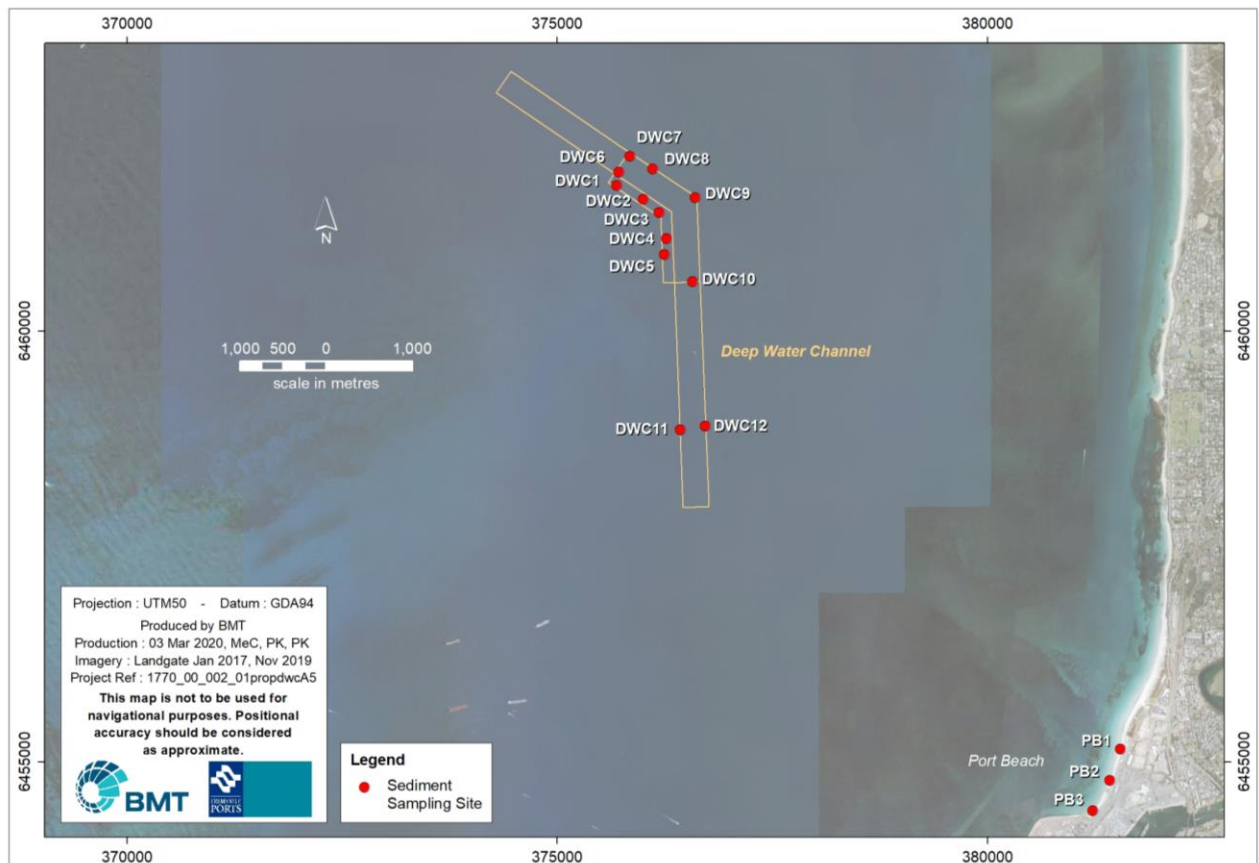 370000
375000
380000
DWC7
DWC6
DWC8
DWC1
DWC9
DWC2
DWC3
N
DWC4
DWC5
DWC10
6460000
6460000
Deep Water Channel
1,000 500 0 1,000
scale in metres
DWC11
DWC12
Projection : UTM50 - Datum : GDA94
Produced by BMT
Production : 03 Mar 2020, MeC, PK, PK
Imagery : Landgate Jan 2017, Nov 2019
Project Ref : 1770_00_002_01propdwcA5
This map is not to be used for
navigational purposes. Positional
accuracy should be considered
as approximate.
BMT
FREMANTLE
PORTS
Legend
Sediment
Sampling Site
PB1
Port Beach
PB2
PB3
6455000
6455000
370000
375000
380000